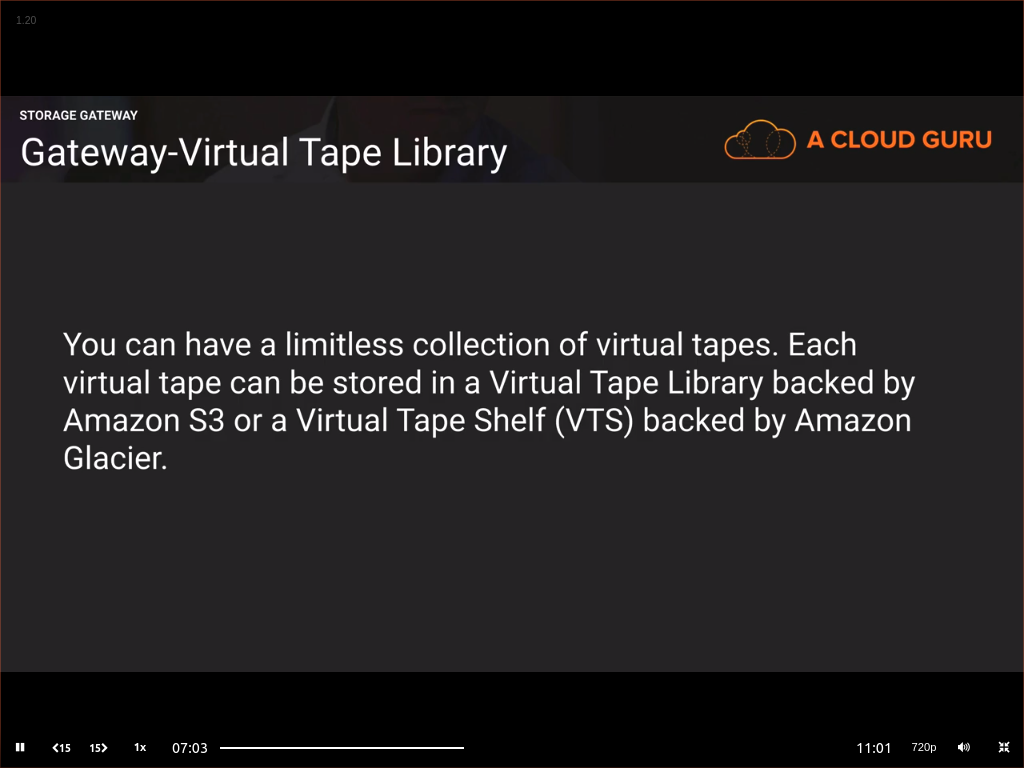 1.20
STORAGE GATEWAY
Gateway-Virtual Tape Library
A CLOUD GURU
You can have a limitless collection of virtual tapes. Each
virtual tape can be stored in a Virtual Tape Library backed by
Amazon S3 or a Virtual Tape Shelf (VTS) backed by Amazon
Glacier.
15 15 1x 07:03 11:01 720p